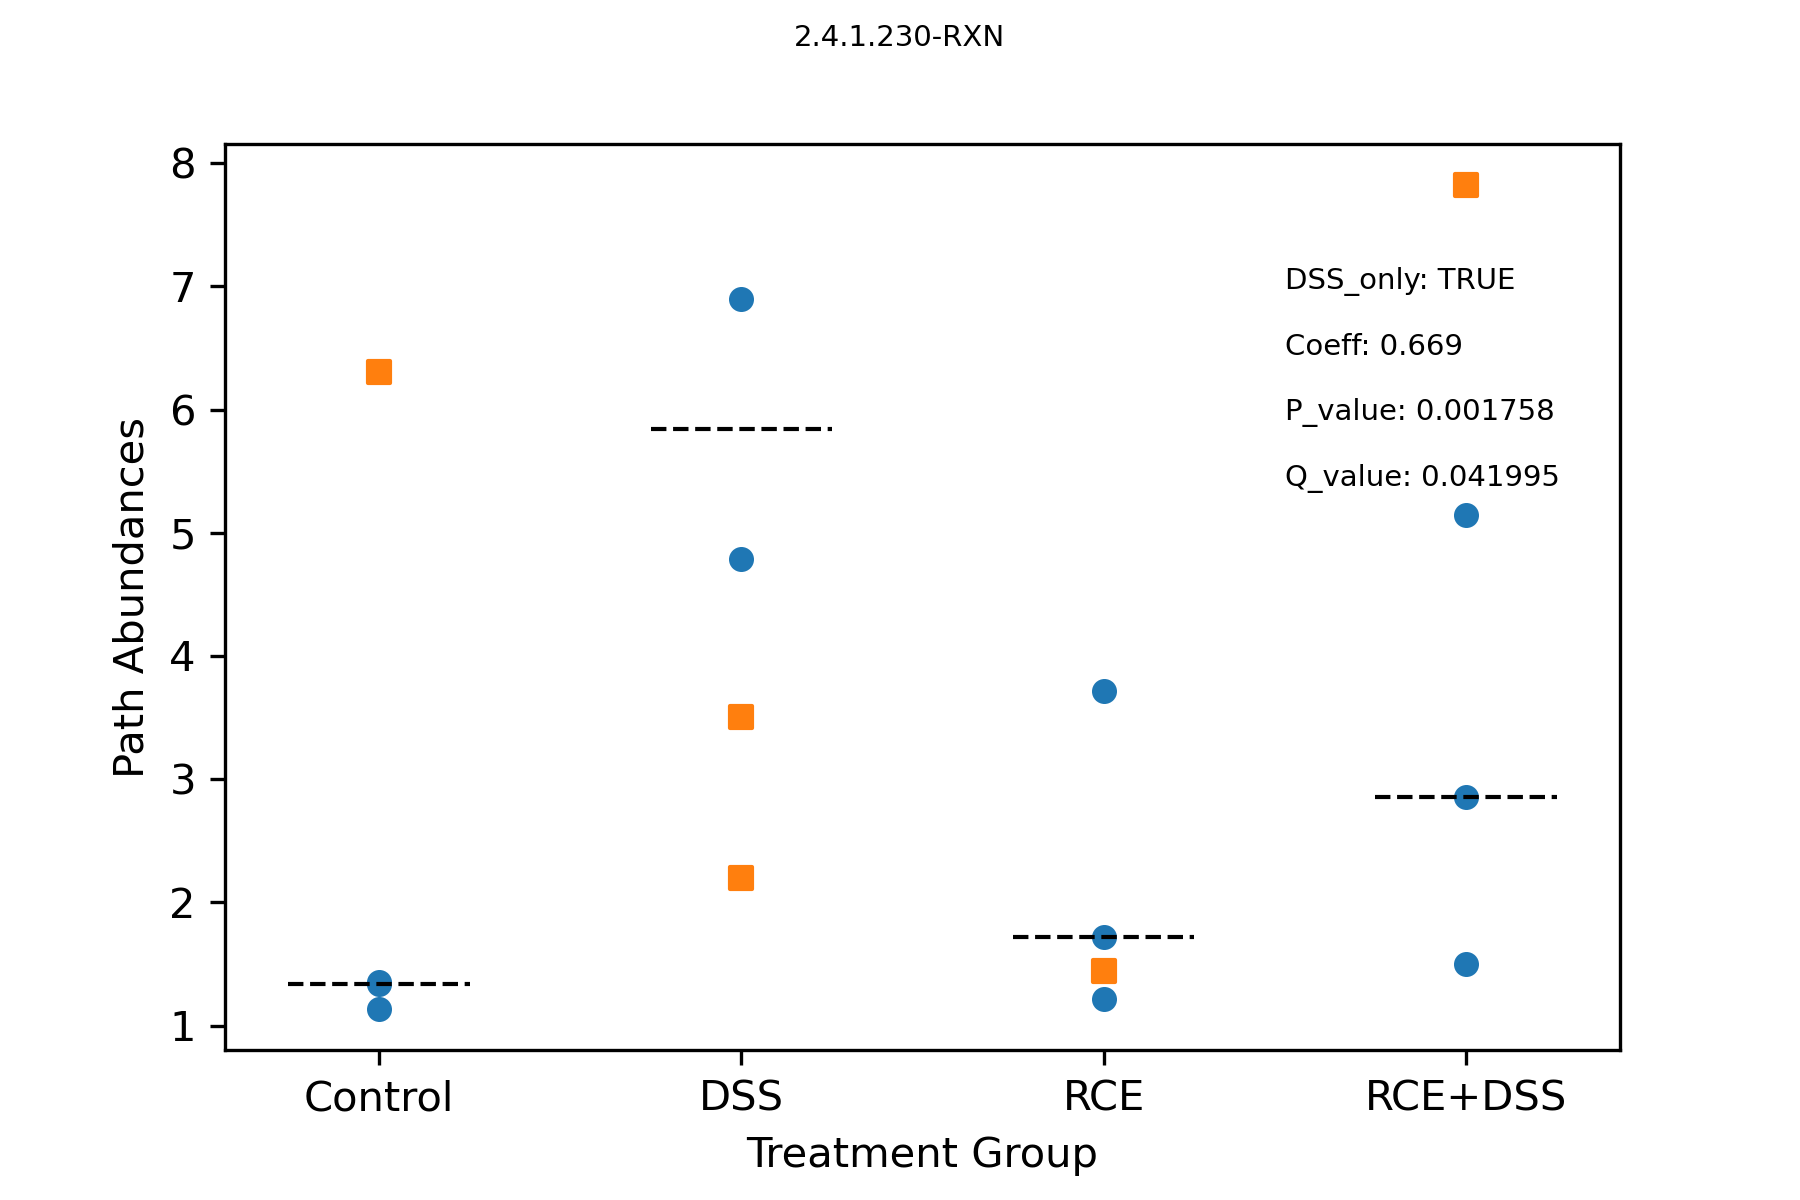 2.4.1.230-RXN
8
7
6
5
4
3
2
1
Path Abundances
DSS_only: TRUE
Coeff: 0.669
P_value: 0.001758
Q_value: 0.041995
Control
DSS
RCE
RCE+DSS
Treatment Group